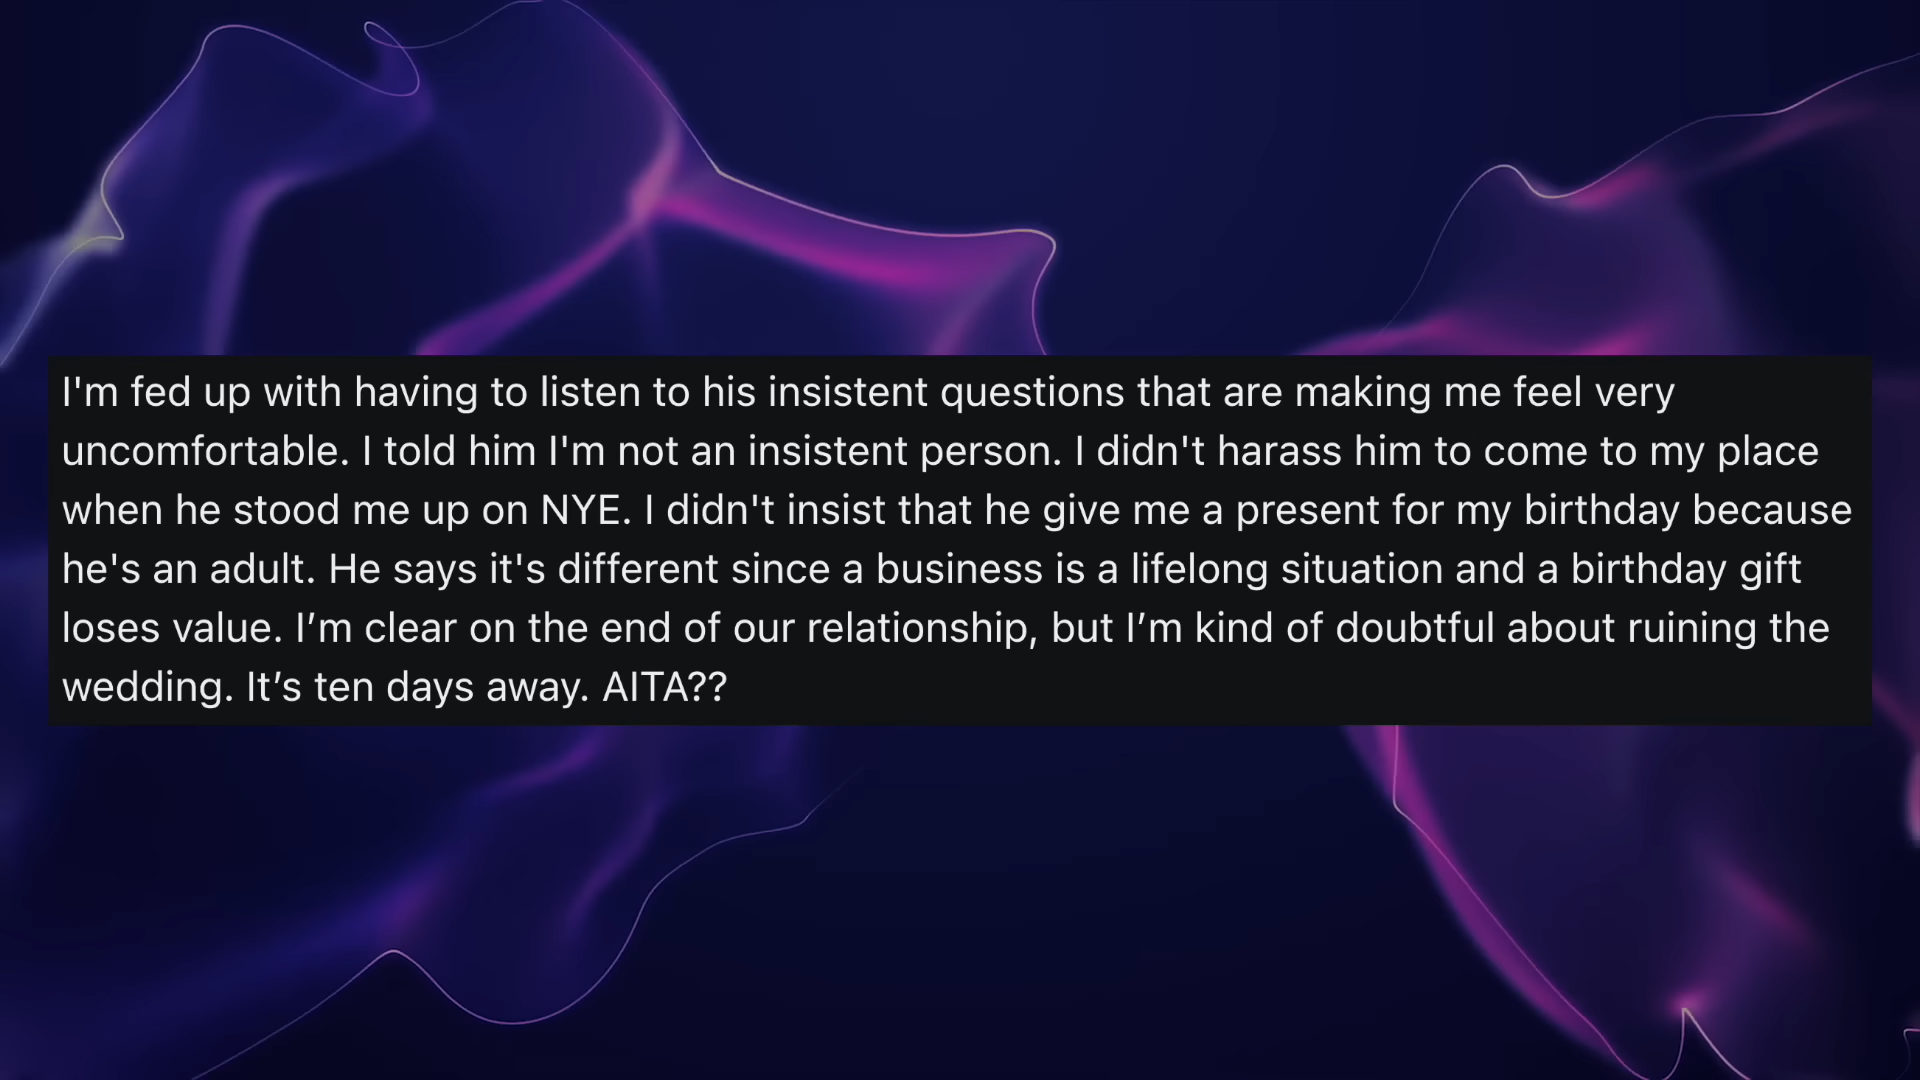 I'm fed up with having to listen to his insistent questions that are making me feel very
uncomfortable. I told him I'm not an insistent person. I didn't harass him to come to my place
when he stood me up on NYE. I didn't insist that he give me a present for my birthday because
he's an adult. He says it's different since a business is a lifelong situation and a birthday gift
loses value. I’m clear on the end of our relationship, but I’m kind of doubtful about ruining the
wedding. It’s ten days away. AITA??